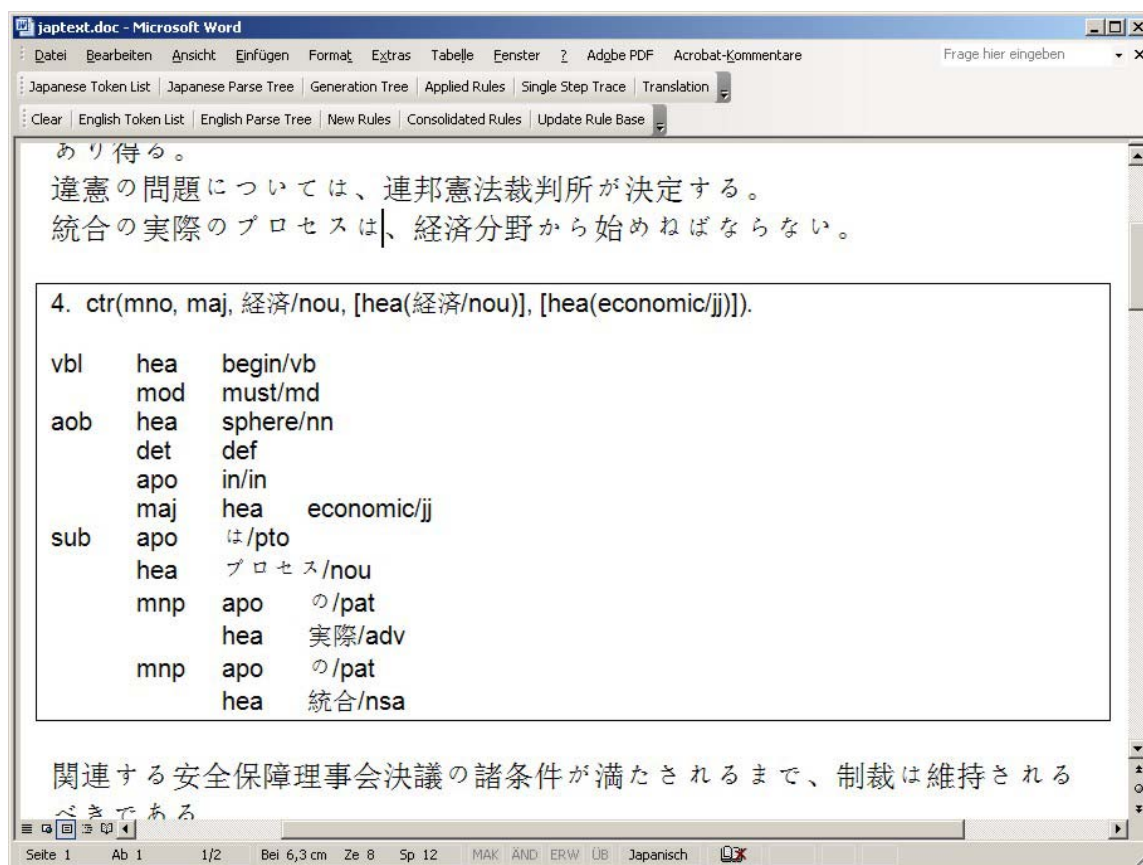 japtext.doc - Microsoft Word
Datei Bearbeiten Ansicht Einfügen Format Extras Tabelle Fenster ? Adobe PDF Acrobat-Kommentare Frage hier eingeben
Japanese Token List Japanese Parse Tree Generation Tree Applied Rules Single Step Trace Translation
Clear English Token List English Parse Tree New Rules Consolidated Rules Update Rule Base
あり得る。
違憲の問題については、連邦憲法裁判所が決定する。
統合の実際のプロセスは、経済分野から始めねばならない。
4. ctr(mno, maj, 経済/nou, [hea(経済/nou)], [hea(economic/jj)]).
vbl hea begin/vb
mod must/md
aob hea sphere/nn
det def
apo in/in
maj hea economic/jj
sub apo は/pto
hea プロセス/nou
mnp apo の/pat
hea 実際/adv
mnp apo の/pat
hea 統合/nsa
関連する安全保障理事会決議の諸条件が満たされるまで、制裁は維持される
べきである
Seite 1 Ab 1 1/2 Bei 6,3 cm Ze 8 Sp 12 MAK ÄND ERW ÜB Japanisch